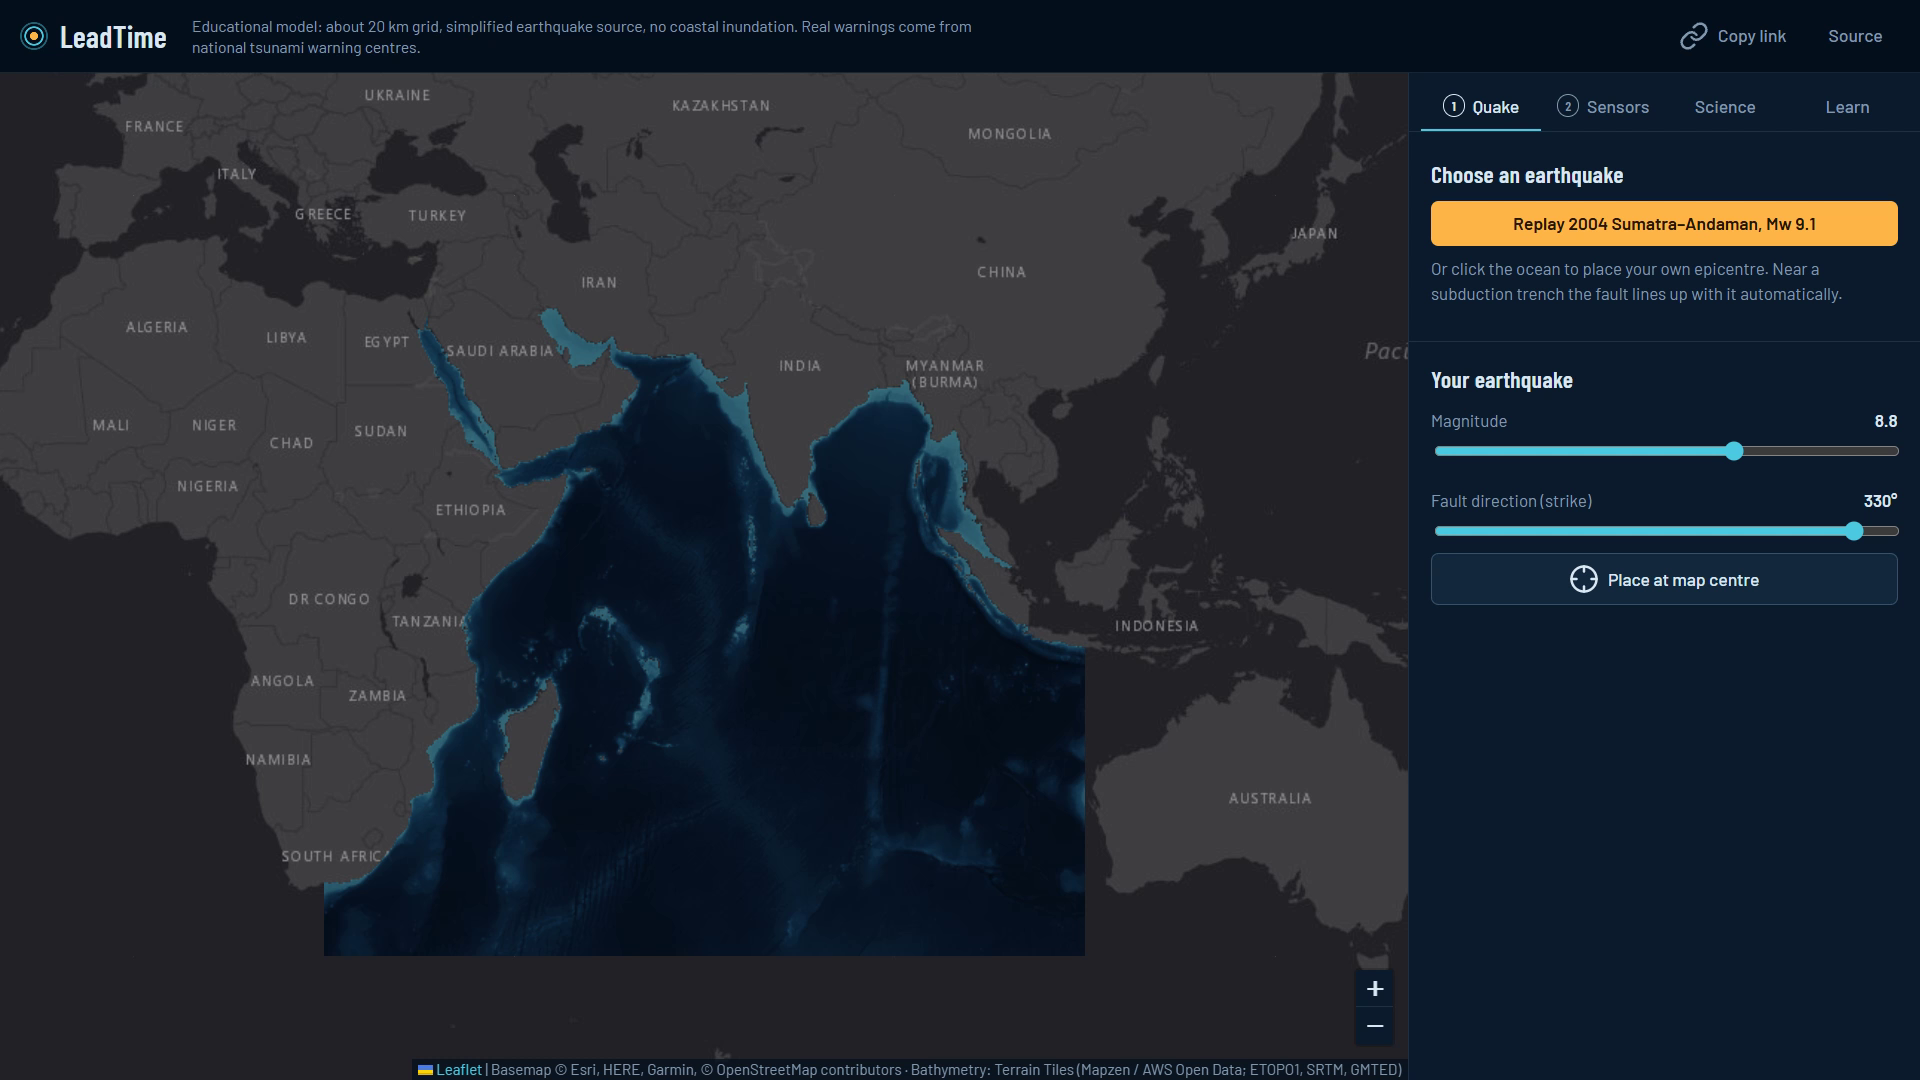 LeadTime
Educational model: about 20 km grid, simplified earthquake source, no coastal inundation. Real warnings come from
national tsunami warning centres.
Copy link
Source
1 Quake
2 Sensors
Science
Learn
Choose an earthquake
Replay 2004 Sumatra–Andaman, Mw 9.1
Or click the ocean to place your own epicentre. Near a
subduction trench the fault lines up with it automatically.
Your earthquake
Magnitude 8.8
Fault direction (strike) 330°
Place at map centre
UKRAINE
KAZAKHSTAN
FRANCE
MONGOLIA
ITALY
GREECE
TURKEY
JAPAN
CHINA
IRAN
ALGERIA
LIBYA
EGYPT
SAUDI ARABIA
Paci
INDIA
MYANMAR
(BURMA)
MALI
NIGER
CHAD
SUDAN
NIGERIA
ETHIOPIA
DR CONGO
TANZANIA
INDONESIA
ANGOLA
ZAMBIA
NAMIBIA
AUSTRALIA
SOUTH AFRICA
+
−
Leaflet | Basemap © Esri, HERE, Garmin, © OpenStreetMap contributors · Bathymetry: Terrain Tiles (Mapzen / AWS Open Data; ETOPO1, SRTM, GMTED)